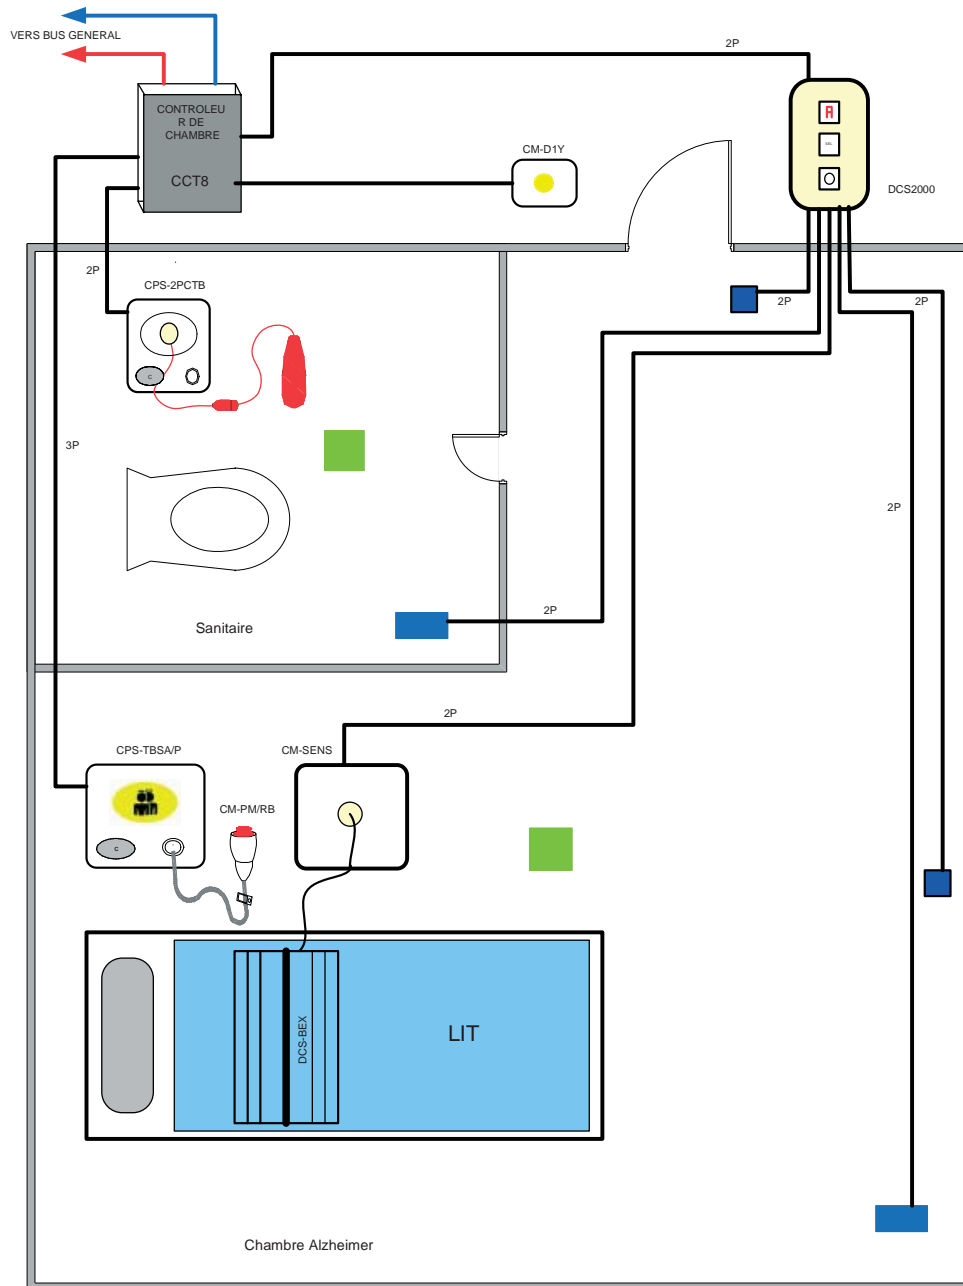 2P
VERS BUS GENERAL
CONTROLEU
R DE
CHAMBRE
CCT8
CM-D1Y
DCS2000
2P
CPS-2PCTB
2P
2P
C
3P
2P
2P
Sanitaire
2P
CPS-TBSA/P
CM-SENS
CM-PM/RB
C
DCS-BEX
LIT
Chambre Alzheimer